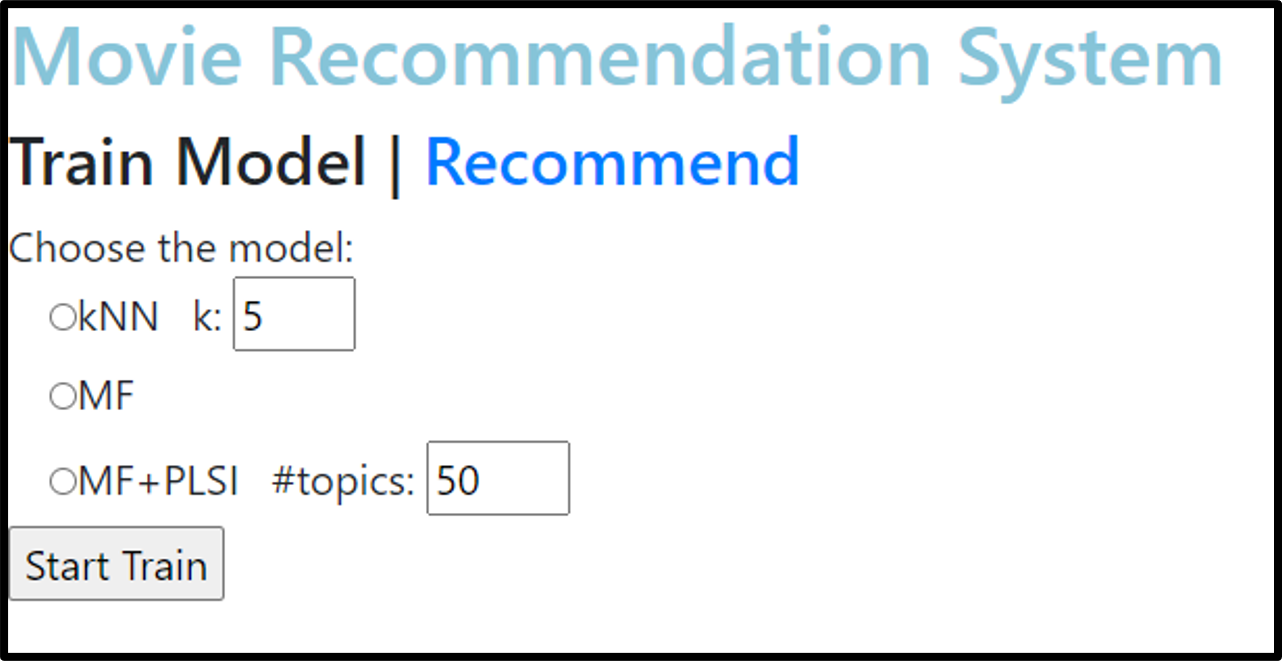 Movie Recommendation System
Train Model | Recommend
Choose the model:
kNN k: 5
MF
MF+PLSI #topics: 50
Start Train